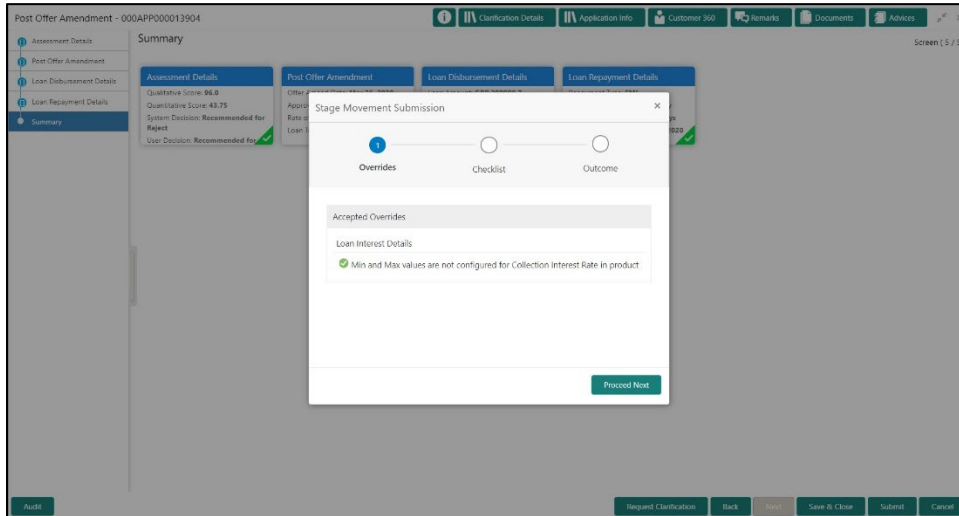 Post Offer Amendment - 000APP000013904
Clarification Details
Application Info
Customer 360
Remarks
Documents
Advices
Assessment Details
Post Offer Amendment
Loan Disbursement Details
Loan Repayment Details
Summary
Summary
Screen ( 5 / 5
Assessment Details
Qualitative Score: 96.0
Quantitative Score: 43.75
System Decision: Recommended for
Reject
User Decision: Recommended for
Post Offer Amendment
Loan Disbursement Details
Loan Repayment Details
Stage Movement Submission
1
Overrides
Checklist
Outcome
Accepted Overrides
Loan Interest Details
Min and Max values are not configured for Collection Interest Rate in product
Proceed Next
Audit
Request Clarification
Back
Next
Save & Close
Submit
Cancel